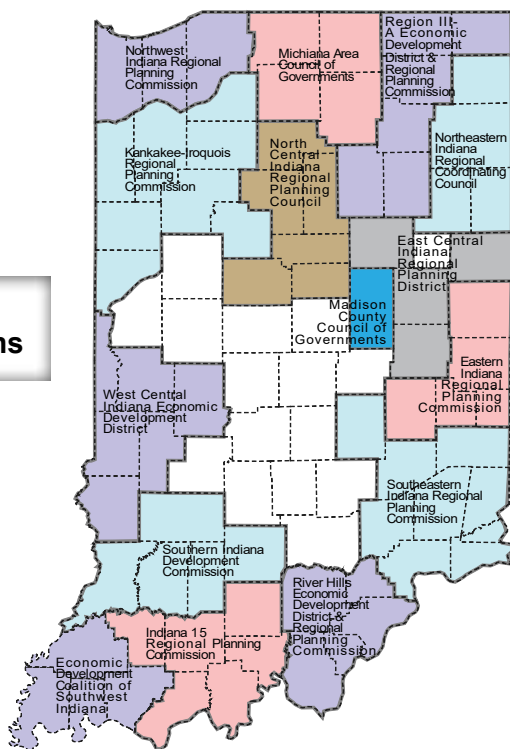 Northwest
Indiana Regional
Planning
Commission
Michiana Area
Council of
Governments
Region III-
A Economic
Development
District &
Regional
Planning
Commission
Kankakee-Iroquois
Regional
Planning
Commission
North
Central
Indiana
Regional
Planning
Council
Northeastern
Indiana
Regional
Coordinating
Council
East Central
Indiana
Regional
Planning
District
Madison
County
Council of
Governments
ns
Eastern
Indiana
Regional
Planning
Commission
West Central
Indiana Economic
Development
District
Southeastern
Indiana Regional
Planning
Commission
Southern Indiana
Development
Commission
River Hills
Economic
Development
District &
Regional
Planning
Commission
Indiana 15
Regional Planning
Commission
Economic
Development
Coalition of
Southwest
Indiana